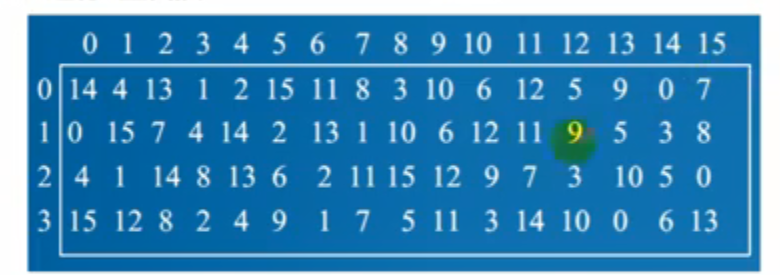 0 1 2 3 4 5 6 7 8 9 10 11 12 13 14 15
0 14 4 13 1 2 15 11 8 3 10 6 12 5 9 0 7
1 0 15 7 4 14 2 13 1 10 6 12 11 9 5 3 8
2 4 1 14 8 13 6 2 11 15 12 9 7 3 10 5 0
3 15 12 8 2 4 9 1 7 5 11 3 14 10 0 6 13